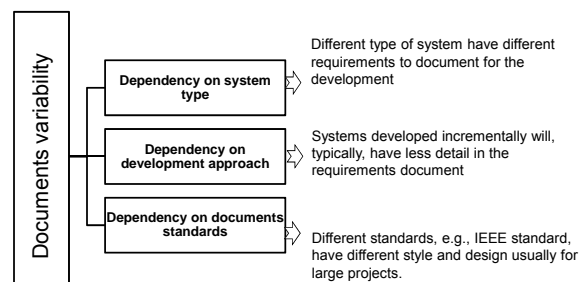 Documents variability
Dependency on system
type
Different type of system have different
requirements to document for the
development
Dependency on
development approach
Systems developed incrementally will,
typically, have less detail in the
requirements document
Dependency on documents
standards
Different standards, e.g., IEEE standard,
have different style and design usually for
large projects.